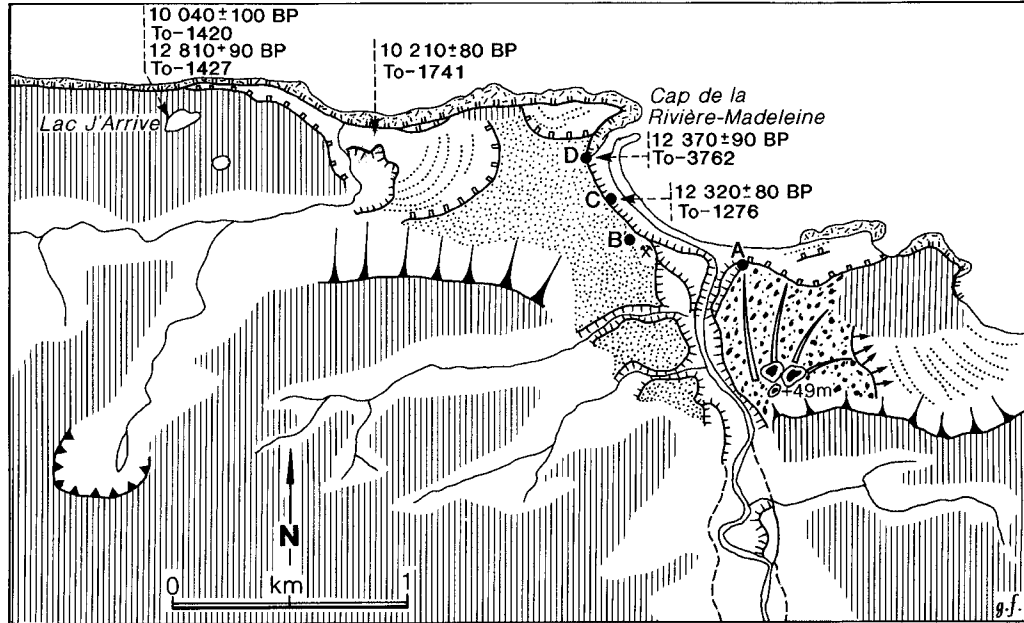 10 040±100 BP
To-1420
12 810+90 BP
To-1427
10 210±80 BP
To-1741
Lac J'Arrive
Cap de la
Rivière-Madeleine
12 370±90 BP
To-3762
12 320±80 BP
To-1276
D
C
B
A
+49m
N
0 km 1
g.f.